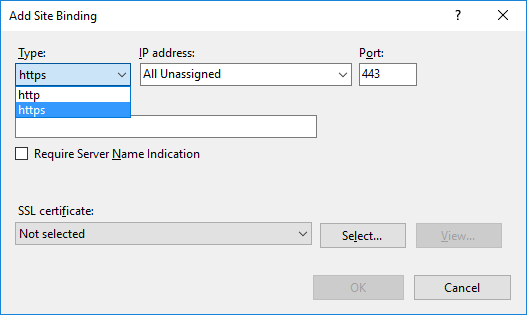 Add Site Binding
Type: IP address: Port:
https All Unassigned 443
http
https
Require Server Name Indication
SSL certificate:
Not selected Select... View...
OK Cancel